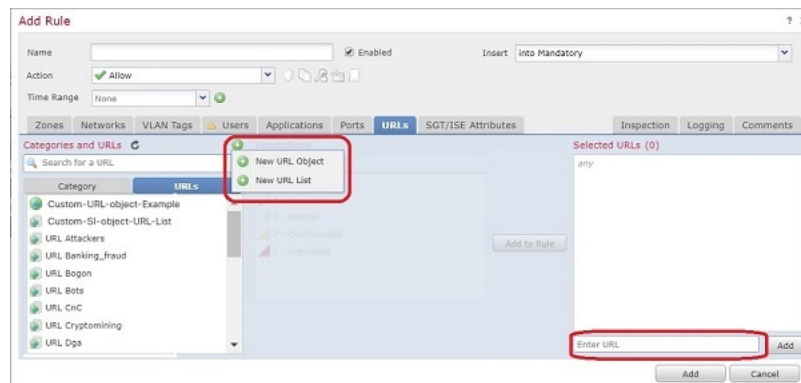 Add Rule
?
Name
Enabled
Insert into Mandatory
Action Allow
Time Range None
Zones Networks VLAN Tags Users Applications Ports URLs SGT/ISE Attributes Inspection Logging Comments
Categories and URLs
Selected URLs (0)
Search for a URL
New URL Object
any
New URL List
Category URLs
Custom-URL-object-Example
Custom-SI-object-URL-List
URL Attackers
URL Banking_fraud
Add to Rule
URL Bogon
URL Bots
URL CnC
URL Cryptomining
URL Dga
Enter URL Add
Add Cancel